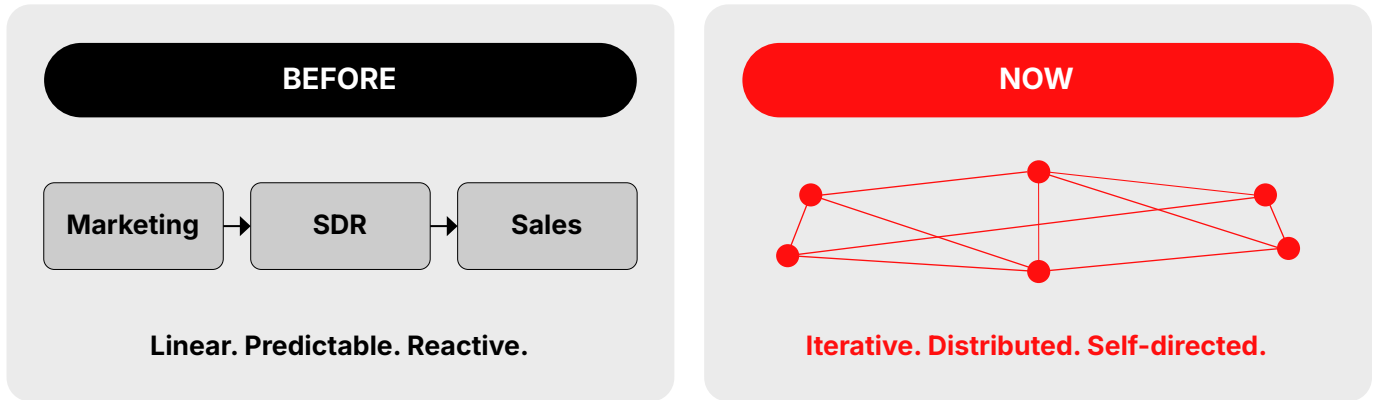 BEFORE
Marketing
SDR
Sales
Linear. Predictable. Reactive.
NOW
Iterative. Distributed. Self-directed.